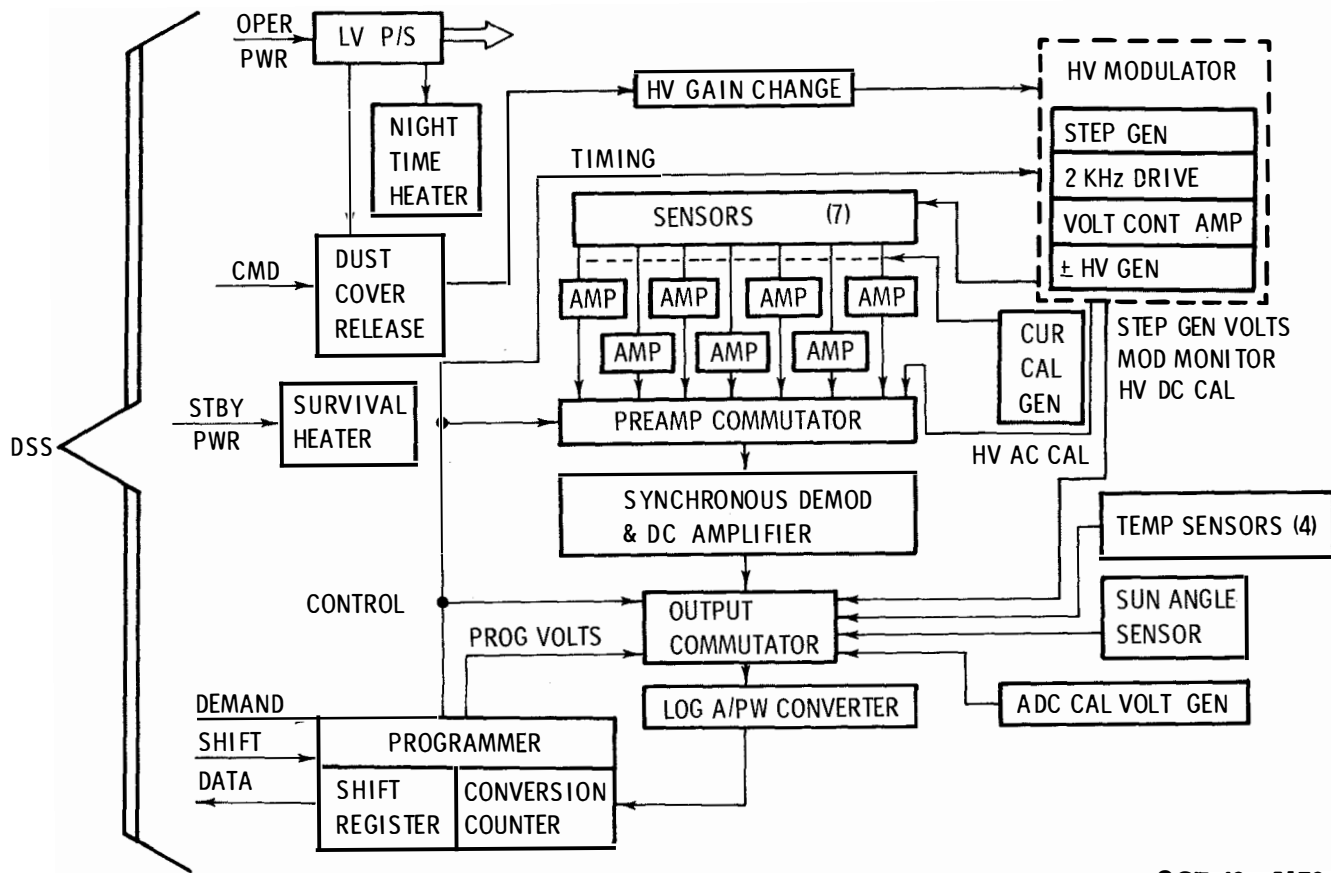 OPER
PWR
LV P/S
HV MODULATOR
HV GAIN CHANGE
NIGHT
TIME
HEATER
STEP GEN
2 KHz DRIVE
VOLT CONT AMP
± HV GEN
TIMING
SENSORS (7)
CMD
DUST
COVER
RELEASE
AMP
AMP
AMP
AMP
AMP
AMP
AMP
CUR
CAL
GEN
STEP GEN VOLTS
MOD MONITOR
HV DC CAL
STBY
PWR
SURVIVAL
HEATER
PREAMP COMMUTATOR
HV AC CAL
DSS
SYNCHRONOUS DEMOD
& DC AMPLIFIER
TEMP SENSORS (4)
CONTROL
OUTPUT
COMMUTATOR
SUN ANGLE
SENSOR
PROG VOLTS
DEMAND
LOG A/PW CONVERTER
ADC CAL VOLT GEN
SHIFT
PROGRAMMER
DATA
SHIFT
REGISTER
CONVERSION
COUNTER